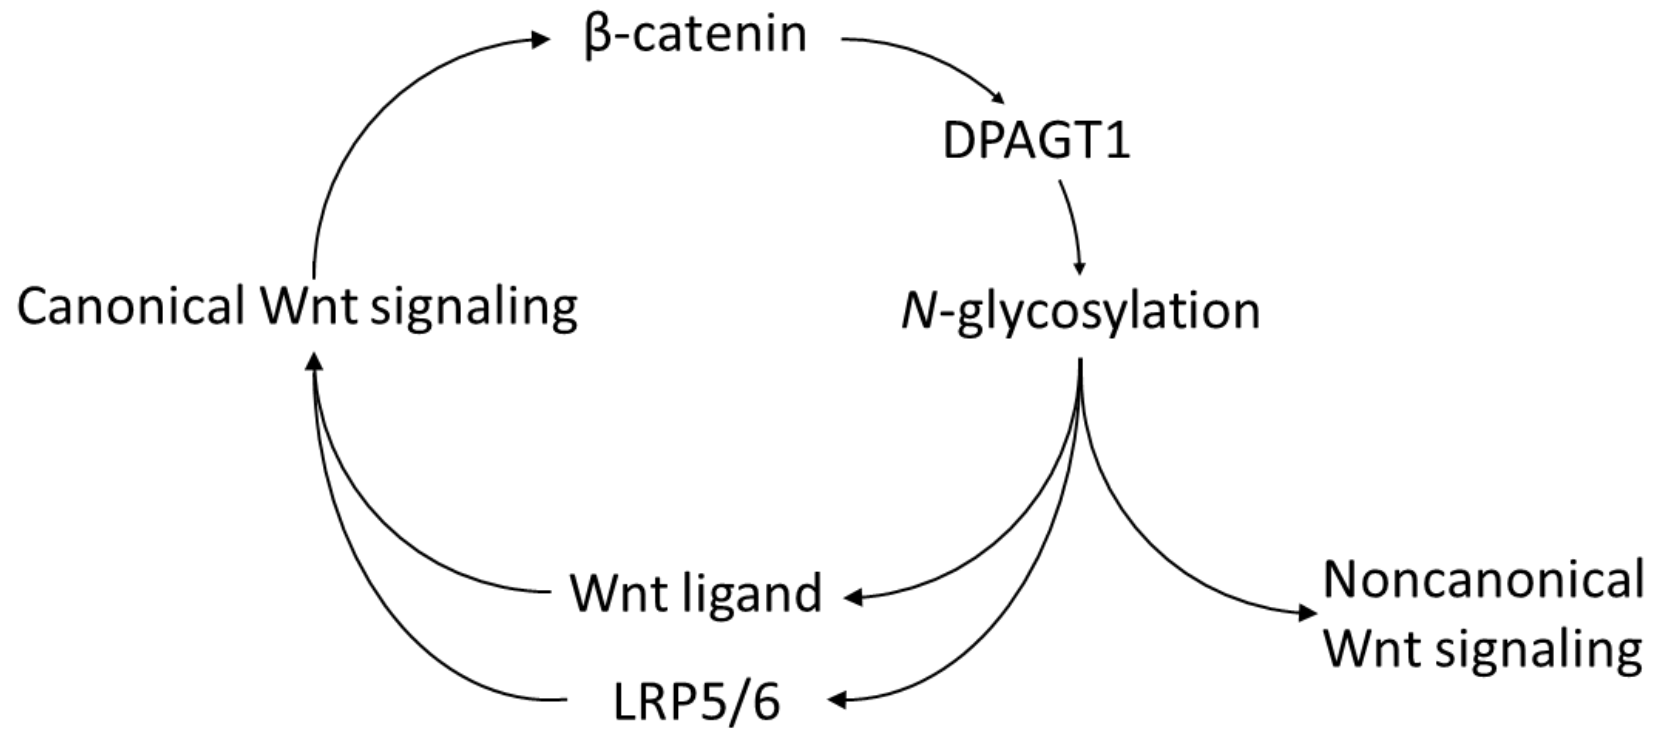 β-catenin
DPAGT1
Canonical Wnt signaling
N-glycosylation
Wnt ligand
Noncanonical
Wnt signaling
LRP5/6